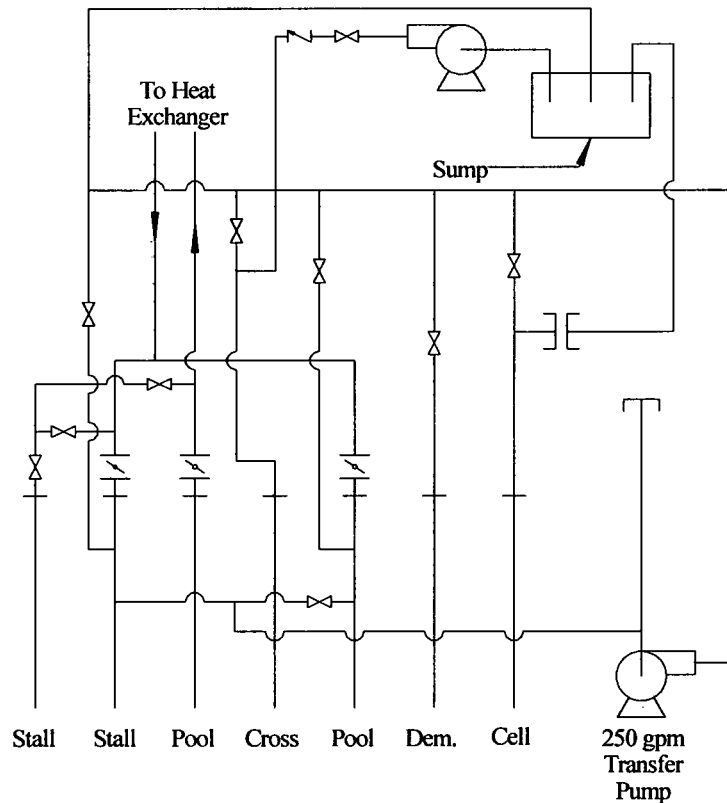 To Heat
Exchanger
Sump
Stall
Stall
Pool
Cross
Pool
Dem.
Cell
250 gpm
Transfer
Pump